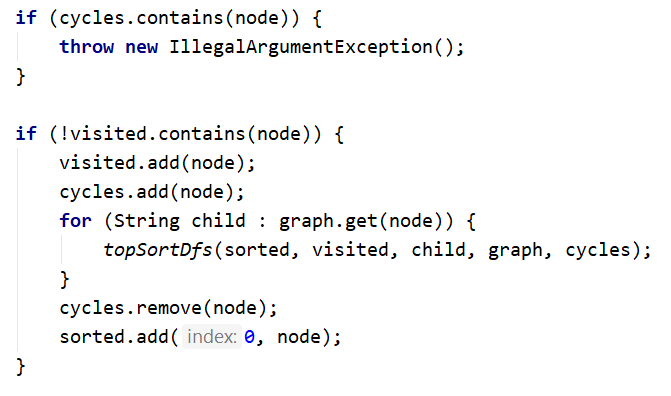 if (cycles.contains(node)) {
    throw new IllegalArgumentException();
}

if (!visited.contains(node)) {
    visited.add(node);
    cycles.add(node);
    for (String child : graph.get(node)) {
        topSortDfs(sorted, visited, child, graph, cycles);
    }
    cycles.remove(node);
    sorted.add( index: 0, node);
}